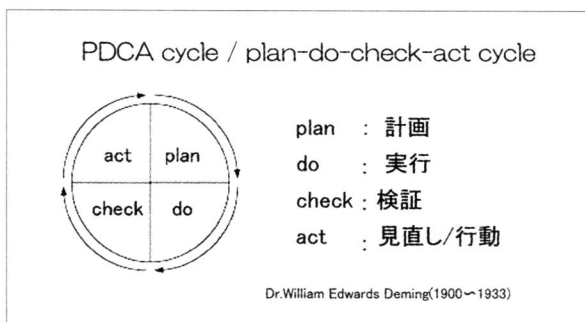 PDCA cycle / plan-do-check-act cycle
act
plan
check
do
plan : 計画
do : 実行
check : 検証
act : 見直し/行動
Dr.William Edwards Deming(1900〜1933)